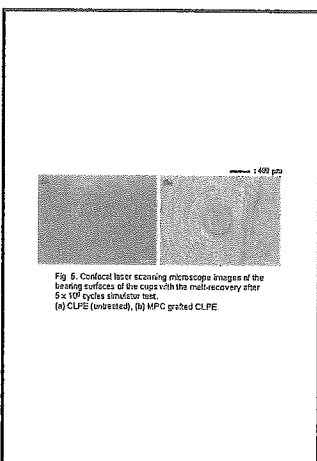 : 400 μm
(a) (b)
Fig 6. Confocal laser scanning microscope images of the
bearing surfaces of the cups with the melt-recovery after
5 x 10⁶ cycles simulator test.
(a) CLPE (untreated), (b) MPC grafted CLPE.